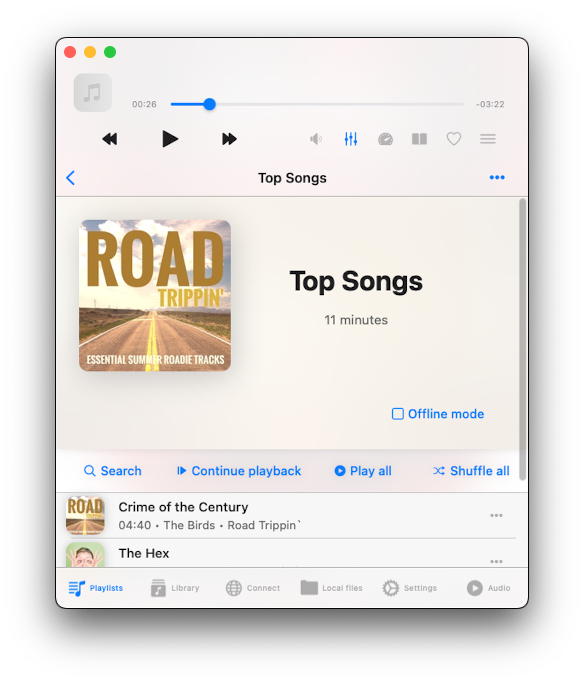 00:26
-03:22
Top Songs
ROAD
TRIPPIN'
ESSENTIAL SUMMER ROADIE TRACKS
Top Songs
11 minutes
Offline mode
Search Continue playback Play all Shuffle all
ROAD
Crime of the Century
04:40 • The Birds • Road Trippin`
The Hex
Playlists Library Connect Local files Settings Audio